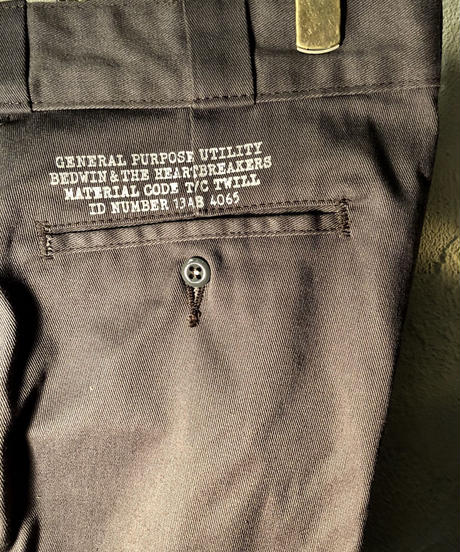 GENERAL PURPOSE UTILITY
BEDWIN & THE HEARTBREAKERS
MATERIAL CODE T/C TWILL
ID NUMBER 13AB 4065